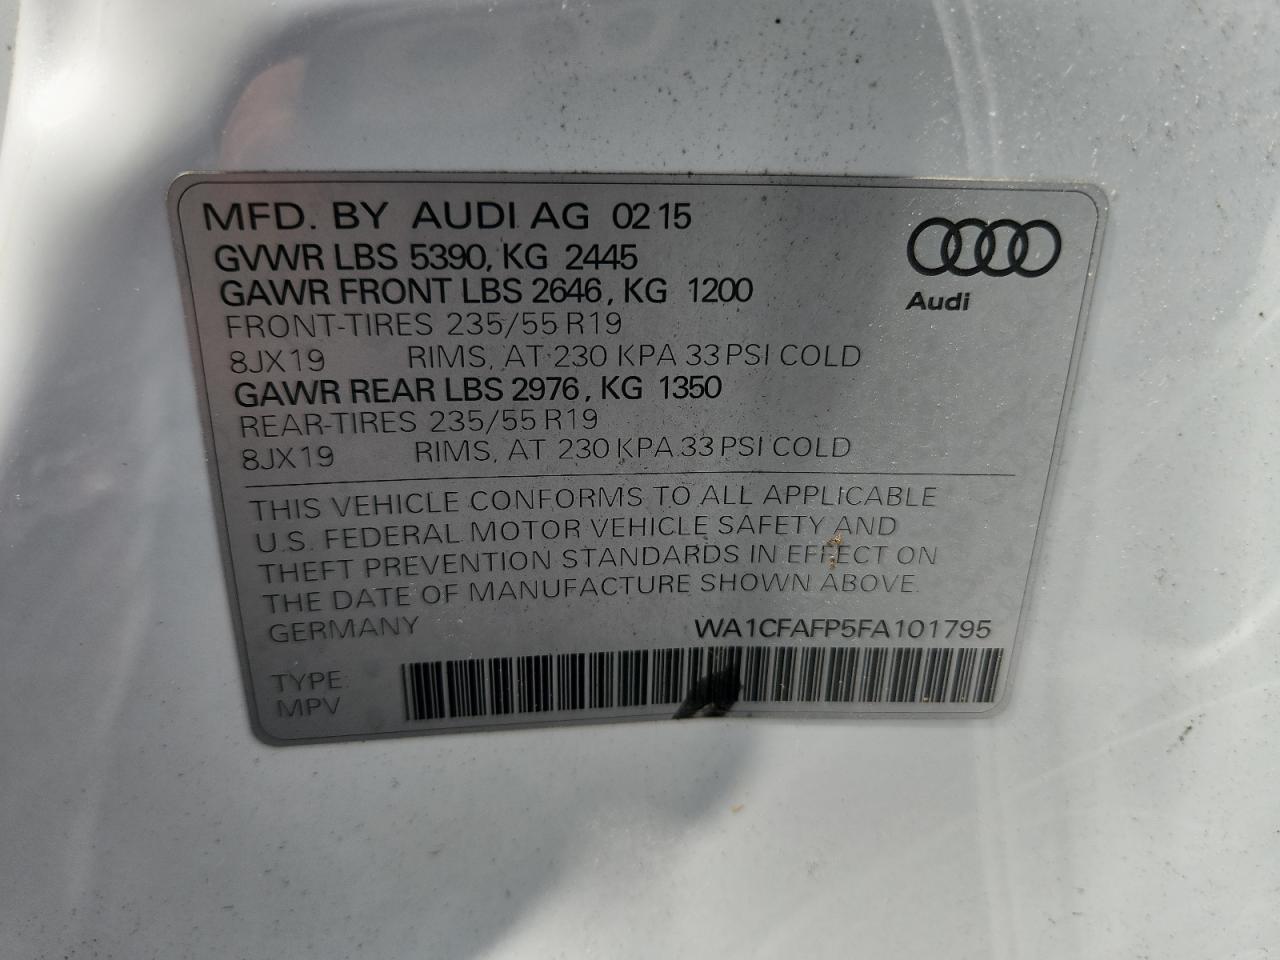 MFD. BY AUDI AG 02 15
GVWR LBS 5390, KG 2445
GAWR FRONT LBS 2646, KG 1200
FRONT-TIRES 235/55 R19
8JX19 RIMS, AT 230 KPA 33 PSI COLD
GAWR REAR LBS 2976, KG 1350
REAR-TIRES 235/55 R19
8JX19 RIMS, AT 230 KPA 33 PSI COLD
Audi
THIS VEHICLE CONFORMS TO ALL APPLICABLE
U.S. FEDERAL MOTOR VEHICLE SAFETY AND
THEFT PREVENTION STANDARDS IN EFFECT ON
THE DATE OF MANUFACTURE SHOWN ABOVE.
GERMANY WA1CFAFP5FA101795
TYPE:
MPV